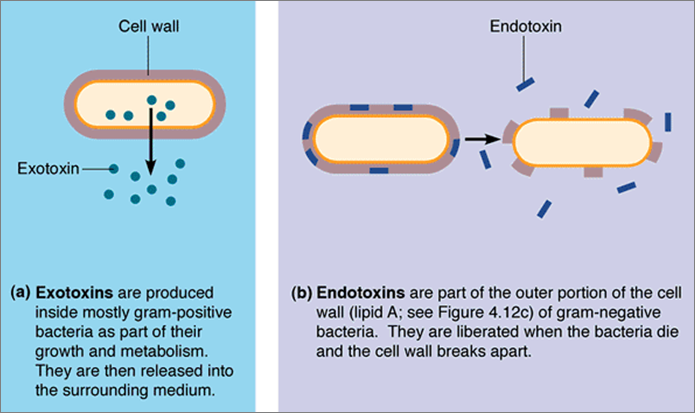 Cell wall
Exotoxin
(a) Exotoxins are produced
inside mostly gram-positive
bacteria as part of their
growth and metabolism.
They are then released into
the surrounding medium.
Endotoxin
(b) Endotoxins are part of the outer portion of the cell
wall (lipid A; see Figure 4.12c) of gram-negative
bacteria. They are liberated when the bacteria die
and the cell wall breaks apart.